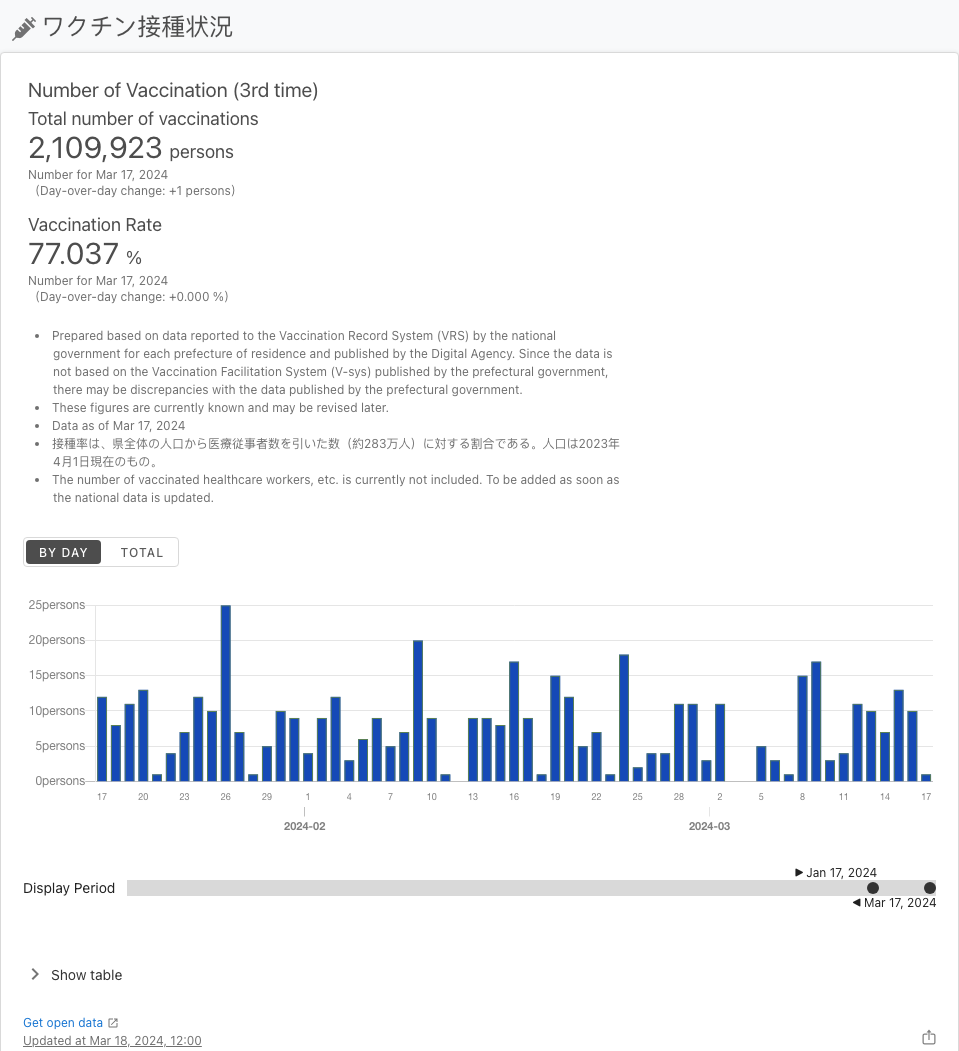 ワクチン接種状況
Number of Vaccination (3rd time)
Total number of vaccinations
2,109,923 persons
Number for Mar 17, 2024
（Day-over-day change: +1 persons）
Vaccination Rate
77.037 %
Number for Mar 17, 2024
（Day-over-day change: +0.000 %）
• Prepared based on data reported to the Vaccination Record System (VRS) by the national
government for each prefecture of residence and published by the Digital Agency. Since the data is
not based on the Vaccination Facilitation System (V-sys) published by the prefectural government,
there may be discrepancies with the data published by the prefectural government.
• These figures are currently known and may be revised later.
• Data as of Mar 17, 2024
• 接種率は、県全体の人口から医療従事者数を引いた数（約283万人）に対する割合である。人口は2023年
4月1日現在のもの。
• The number of vaccinated healthcare workers, etc. is currently not included. To be added as soon as
the national data is updated.
BY DAY TOTAL
25persons
20persons
15persons
10persons
5persons
0persons
17 20 23 26 29 1 4 7 10 13 16 19 22 25 28 2 5 8 11 14 17
2024-02 2024-03
Jan 17, 2024
Display Period
Mar 17, 2024
Show table
Get open data
Updated at Mar 18, 2024, 12:00